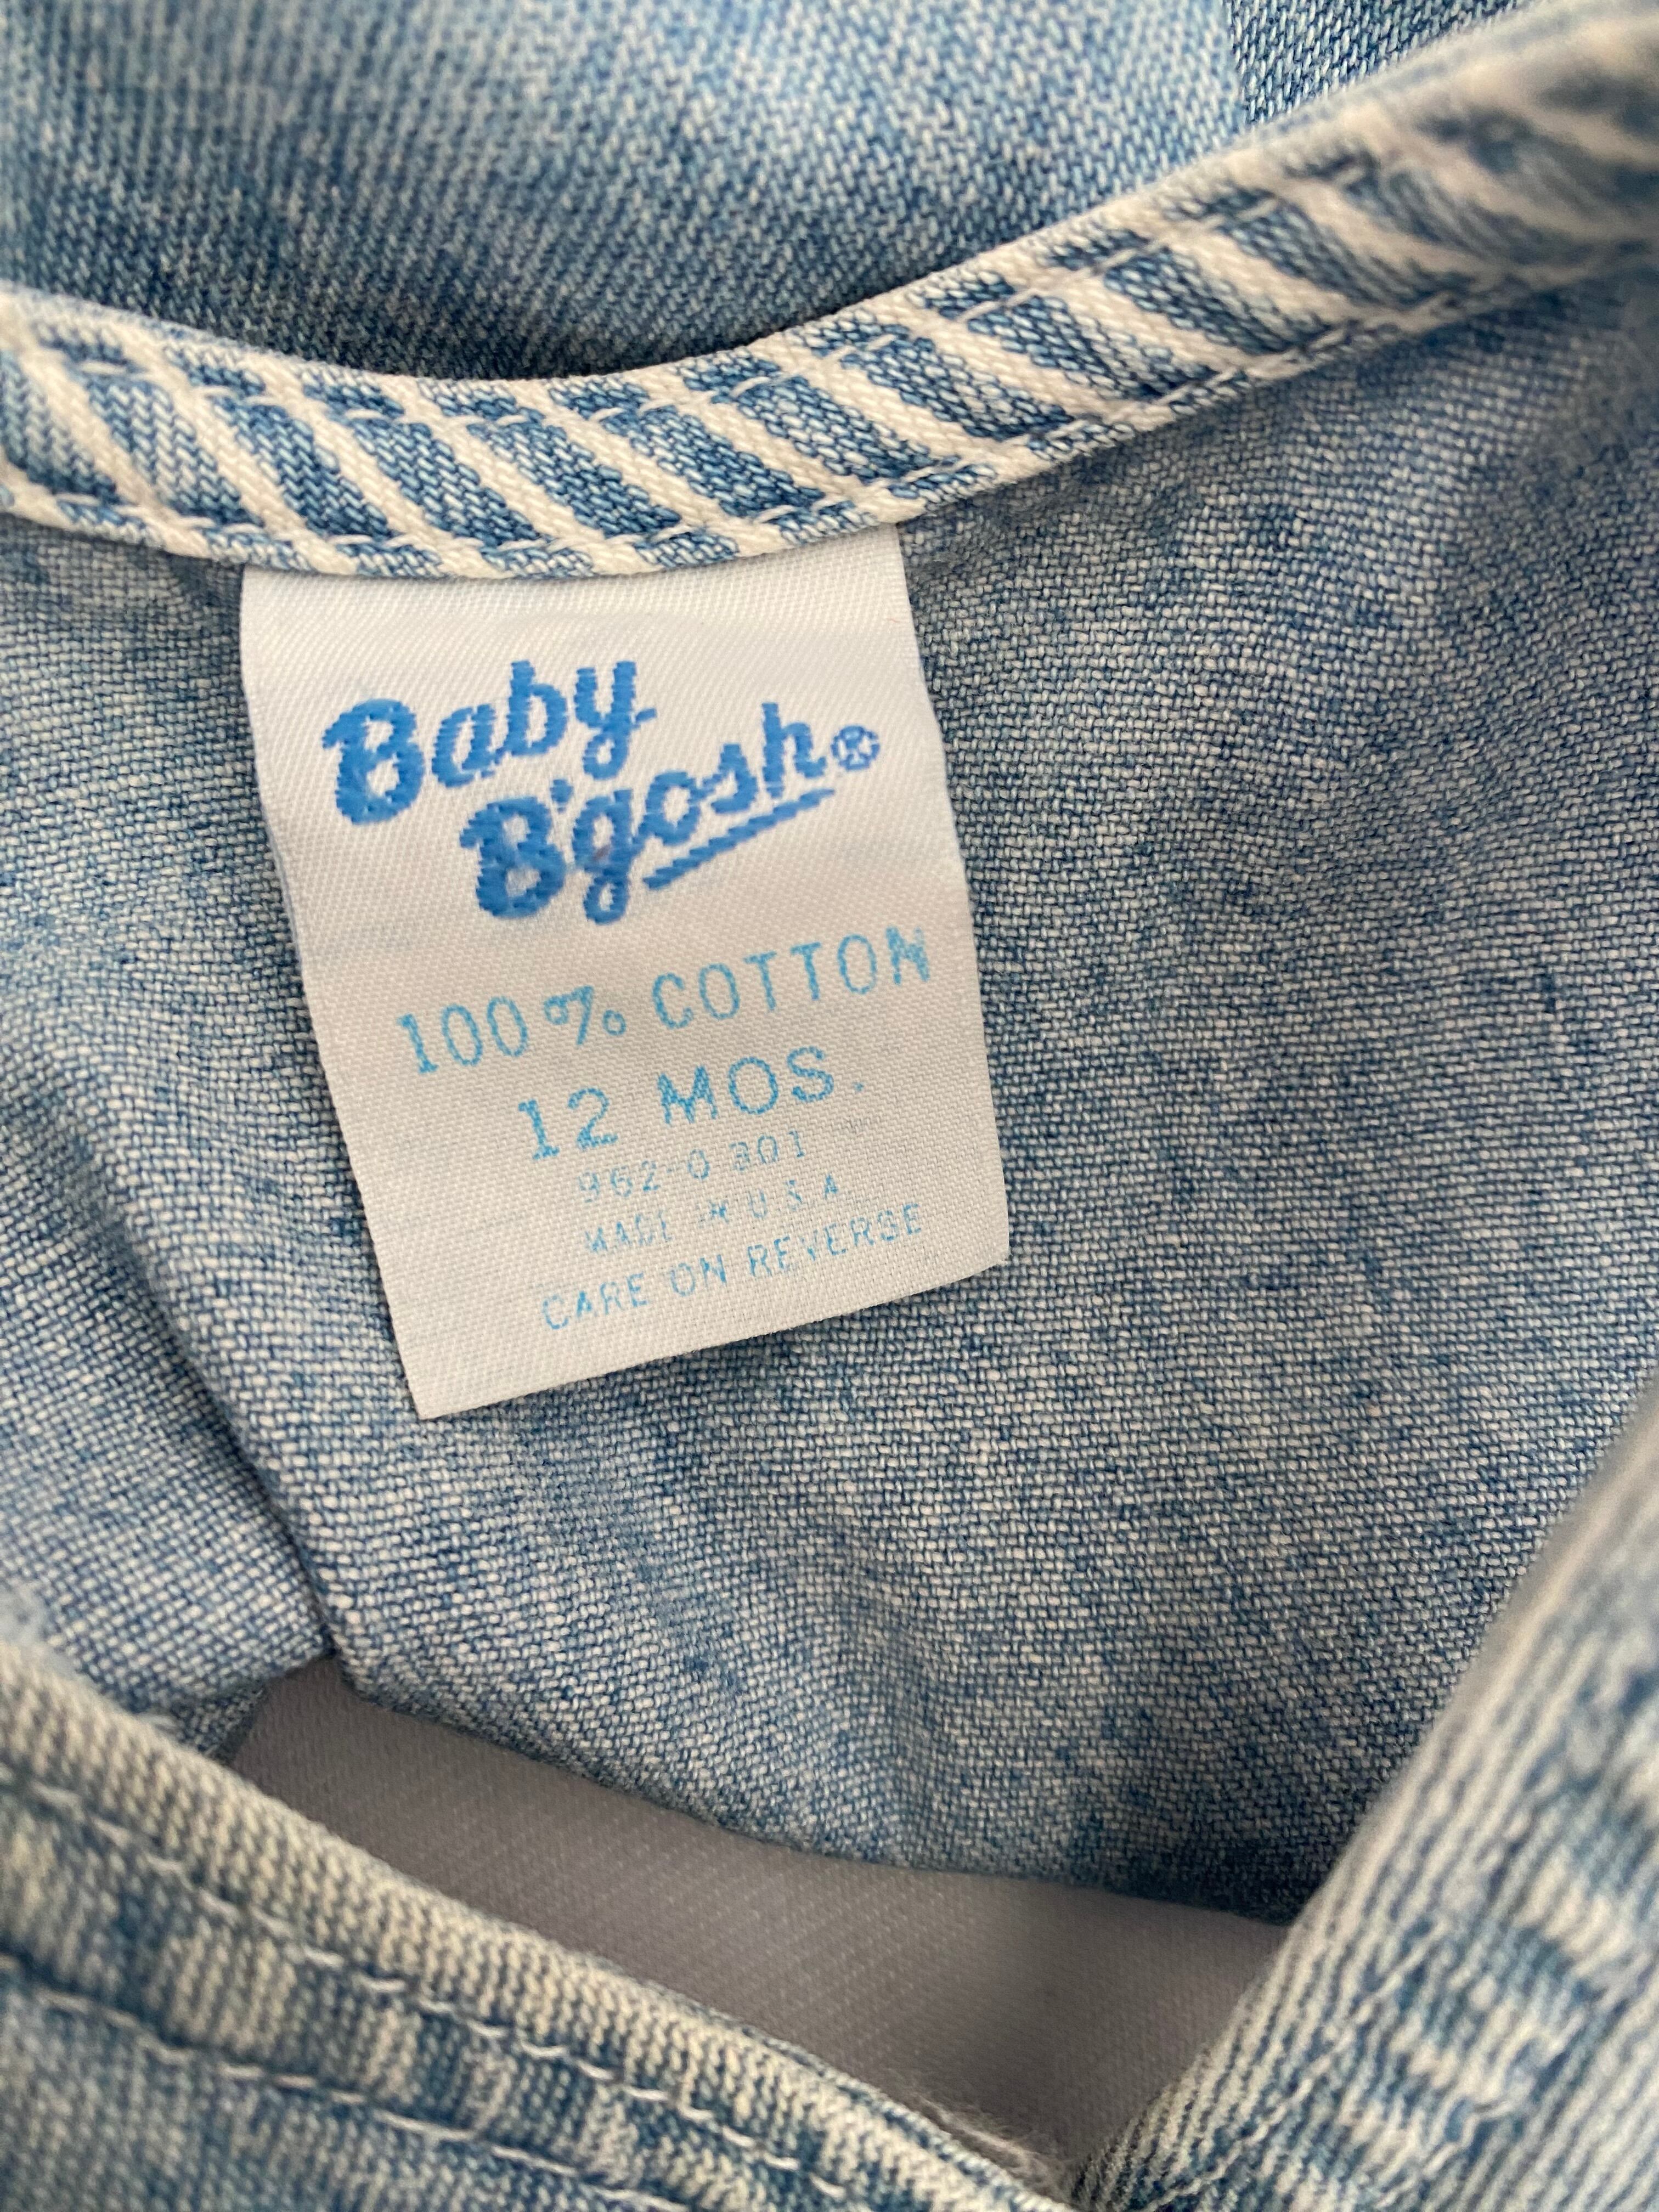 Baby
B'gosh®
100% COTTON
12 MOS.
962-0301
MADE IN U.S.A.
CARE ON REVERSE